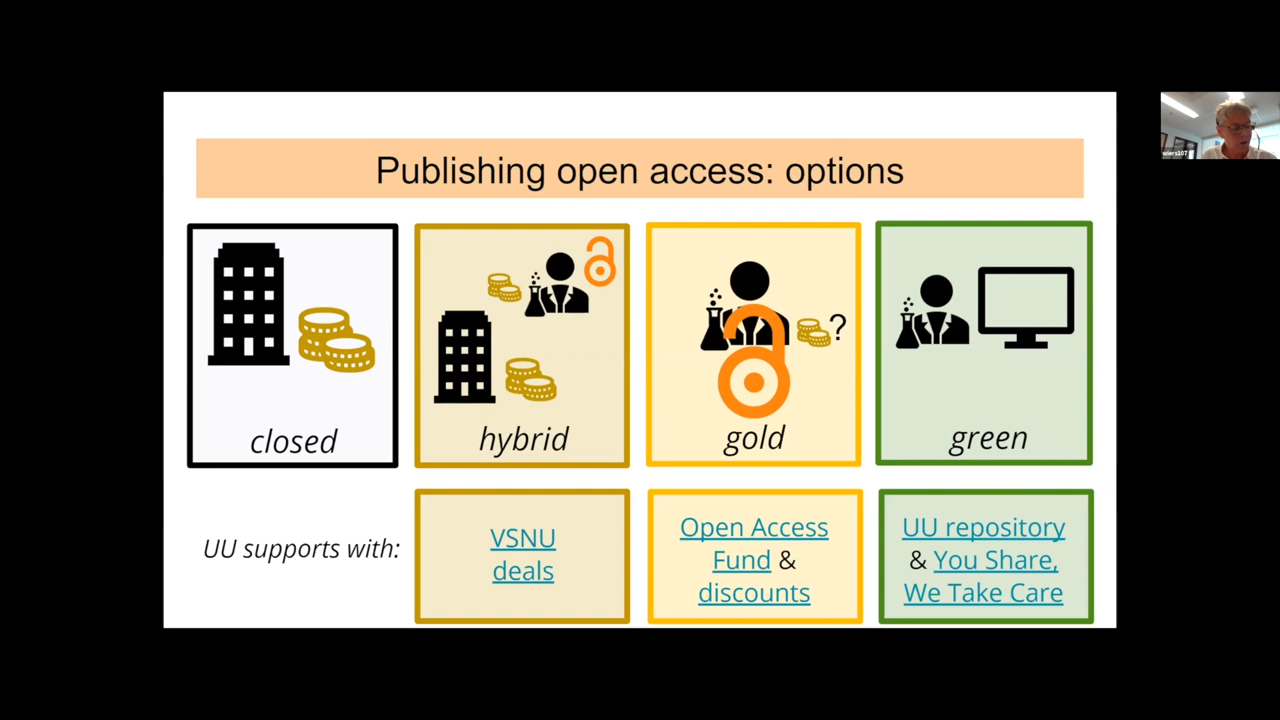 Publishing open access: options
wiers107
?
closed
hybrid
gold
green
UU supports with:
VSNU
deals
Open Access
Fund &
discounts
UU repository
& You Share,
We Take Care